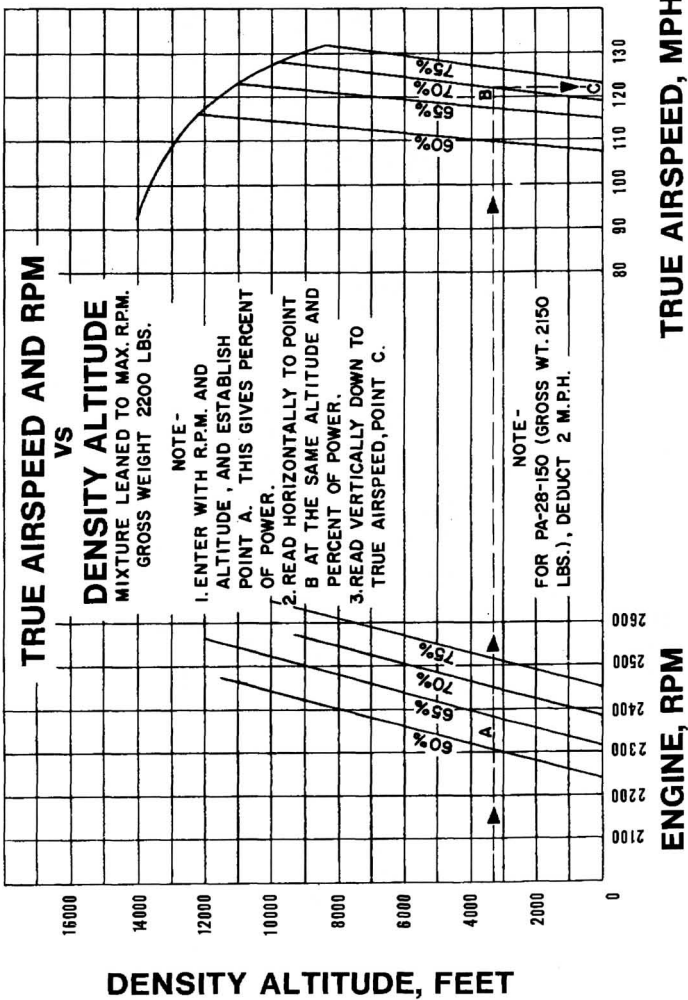 TRUE AIRSPEED AND RPM
VS
DENSITY ALTITUDE
MIXTURE LEANED TO MAX. R.P.M.
GROSS WEIGHT 2200 LBS.
NOTE-
1. ENTER WITH R.P.M. AND
ALTITUDE, AND ESTABLISH
POINT A. THIS GIVES PERCENT
OF POWER.
2. READ HORIZONTALLY TO POINT
B AT THE SAME ALTITUDE AND
PERCENT OF POWER.
3. READ VERTICALLY DOWN TO
TRUE AIRSPEED, POINT C.
NOTE-
FOR PA-28-150 (GROSS WT. 2150
LBS.), DEDUCT 2 M.P.H.
60%
65%
70%
75%
A
60%
65%
70%
75%
B
C
16000
14000
12000
10000
8000
6000
4000
2000
0
2100
2200
2300
2400
2500
2600
80
90
100
110
120
130
DENSITY ALTITUDE, FEET
ENGINE, RPM
TRUE AIRSPEED, MPH